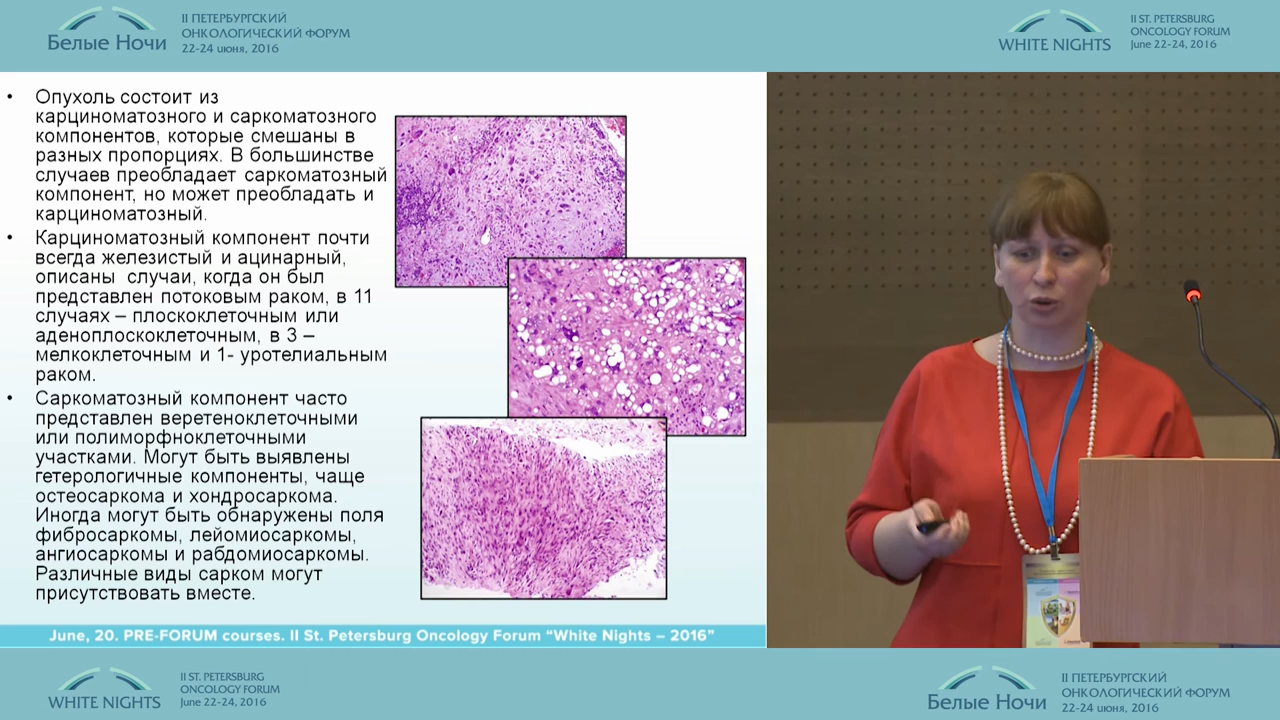 Белые Ночи
II ПЕТЕРБУРГСКИЙ
ОНКОЛОГИЧЕСКИЙ ФОРУМ
22-24 июня, 2016
WHITE NIGHTS
II ST. PETERSBURG
ONCOLOGY FORUM
June 22-24, 2016
• Опухоль состоит из
карциноматозного и саркоматозного
компонентов, которые смешаны в
разных пропорциях. В большинстве
случаев преобладает саркоматозный
компонент, но может преобладать и
карциноматозный.
• Карциноматозный компонент почти
всегда железистый и ацинарный,
описаны случаи, когда он был
представлен потоковым раком, в 11
случаях – плоскоклеточным или
аденоплоскоклеточным, в 3 –
мелкоклеточным и 1- уротелиальным
раком.
• Саркоматозный компонент часто
представлен веретеноклеточными
или полиморфноклеточными
участками. Могут быть выявлены
гетерологичные компоненты, чаще
остеосаркома и хондросаркома.
Иногда могут быть обнаружены поля
фибросаркомы, лейомиосаркомы,
ангиосаркомы и рабдомиосаркомы.
Различные виды сарком могут
присутствовать вместе.
June, 20. PRE-FORUM courses. II St. Petersburg Oncology Forum “White Nights – 2016”
WHITE NIGHTS
II ST. PETERSBURG
ONCOLOGY FORUM
June 22-24, 2016
Белые Ночи
II ПЕТЕРБУРГСКИЙ
ОНКОЛОГИЧЕСКИЙ ФОРУМ
22-24 июня, 2016